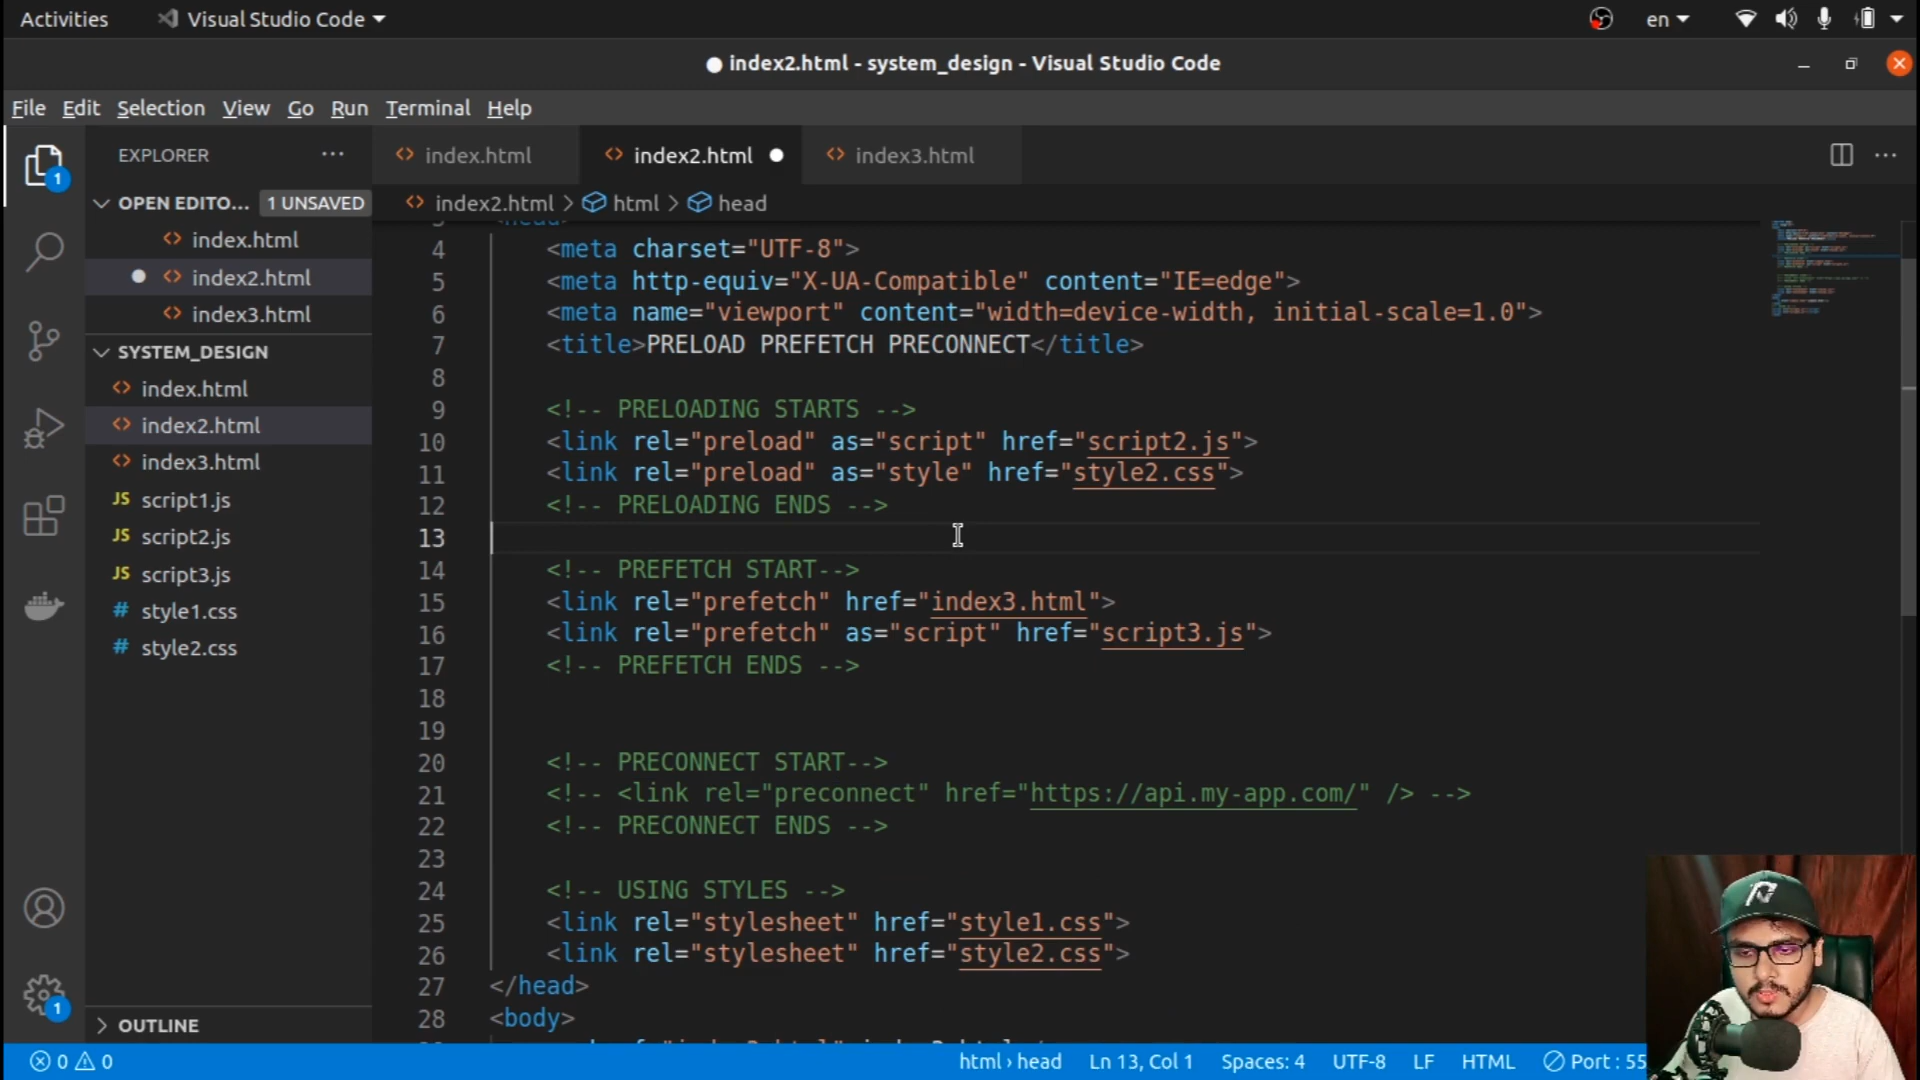 Activities Visual Studio Code en
index2.html - system_design - Visual Studio Code
File Edit Selection View Go Run Terminal Help
EXPLORER
1
OPEN EDITO... 1 UNSAVED
index.html
index2.html
index3.html
SYSTEM_DESIGN
index.html
index2.html
index3.html
JS script1.js
JS script2.js
JS script3.js
# style1.css
# style2.css
1
OUTLINE
index.html index2.html index3.html
index2.html > html > head
<head>
4 <meta charset="UTF-8">
5 <meta http-equiv="X-UA-Compatible" content="IE=edge">
6 <meta name="viewport" content="width=device-width, initial-scale=1.0">
7 <title>PRELOAD PREFETCH PRECONNECT</title>
8
9 <!-- PRELOADING STARTS -->
10 <link rel="preload" as="script" href="script2.js">
11 <link rel="preload" as="style" href="style2.css">
12 <!-- PRELOADING ENDS -->
13
14 <!-- PREFETCH START-->
15 <link rel="prefetch" href="index3.html">
16 <link rel="prefetch" as="script" href="script3.js">
17 <!-- PREFETCH ENDS -->
18
19
20 <!-- PRECONNECT START-->
21 <!-- <link rel="preconnect" href="https://api.my-app.com/" /> -->
22 <!-- PRECONNECT ENDS -->
23
24 <!-- USING STYLES -->
25 <link rel="stylesheet" href="style1.css">
26 <link rel="stylesheet" href="style2.css">
27 </head>
28 <body>
0 0 html › head Ln 13, Col 1 Spaces: 4 UTF-8 LF HTML Port : 55